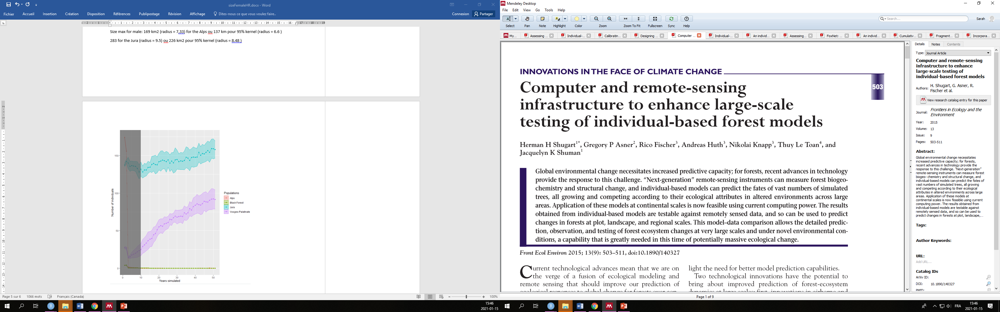 sizeFemaleHR.docx - Word
Fichier Accueil Insertion Création Disposition Références Publipostage Révision Affichage Dites-nous ce que vous voulez faire.. Connexion Partager
Size max for male: 169 km2 (radius = 7,33) for the Alps ou 137 km pour 95% kernel (radius = 6.6 )
283 for the Jura (radius = 9.5) ou 226 km2 pour 95% kernel (radius = 8.48 )
150
100
50
0
0 10 20 30 40 50
Number of individuals
Years simulated
Populations
Alps
Black Forest
Jura
Vosges-Palatinate
Page 5 sur 6 1066 mots Français (Canada) 100%
15:46
2021-01-15
Mendeley Desktop
File Edit View Go Tools Help
Select Pan Note Highlight Color Zoom Zoom To Fit Fullscreen Sync Help
Search... Sarah
My... Assessing ... Individual-... Calibratin... Designing ... Computer ... Individual-... An individ... Assessing... FoxNet: ... An individ... Cumulativ... Fragment... Incorpora...
INNOVATIONS IN THE FACE OF CLIMATE CHANGE
503
Computer and remote-sensing
infrastructure to enhance large-scale
testing of individual-based forest models
Herman H Shugart1*, Gregory P Asner2, Rico Fischer3, Andreas Huth3, Nikolai Knapp3, Thuy Le Toan4, and
Jacquelyn K Shuman1
Global environmental change necessitates increased predictive capacity; for forests, recent advances in technology
provide the response to this challenge. “Next-generation” remote-sensing instruments can measure forest biogeo-
chemistry and structural change, and individual-based models can predict the fates of vast numbers of simulated
trees, all growing and competing according to their ecological attributes in altered environments across large
areas. Application of these models at continental scales is now feasible using current computing power. The results
obtained from individual-based models are testable against remotely sensed data, and so can be used to predict
changes in forests at plot, landscape, and regional scales. This model–data comparison allows the detailed predic-
tion, observation, and testing of forest ecosystem changes at very large scales and under novel environmental con-
ditions, a capability that is greatly needed in this time of potentially massive ecological change.
Front Ecol Environ 2015; 13(9): 503–511, doi:10.1890/140327
Current technological advances mean that we are on
the verge of a fusion of ecological modeling and
remote sensing that should improve our prediction of
ecological responses to global change for forests over con-
light the need for better model prediction capabilities.
Two technological innovations have the potential to
bring about improved prediction of forest-ecosystem
dynamics at large scales: first, innovations in airborne and
Page 1 of 9
Details Notes Contents
Type: Journal Article
Computer and remote-sensing
infrastructure to enhance
large-scale testing of
individual-based forest models
Authors: H. Shugart, G. Asner, R.
Fischer et al.
View research catalog entry for this paper
Journal: Frontiers in Ecology and the
Environment
Year: 2015
Volume: 13
Issue: 9
Pages: 503-511
Abstract:
Global environmental change necessitates
increased predictive capacity; for forests,
recent advances in technology provide the
response to this challenge. “Next-generation”
remote-sensing instruments can measure forest
biogeo- chemistry and structural change, and
individual-based models can predict the fates of
vast numbers of simulated trees, all growing
and competing according to their ecological
attributes in altered environments across large
areas. Application of these models at
continental scales is now feasible using current
computing power. The results obtained from
individual-based models are testable against
remotely sensed data, and so can be used to
predict changes in forests at plot, landscape,...
Tags:
Author Keywords:
URL:
Add URL...
Catalog IDs
ArXiv ID:
DOI: 10.1890/140327
PMID:
FRA
15:46
2021-01-15